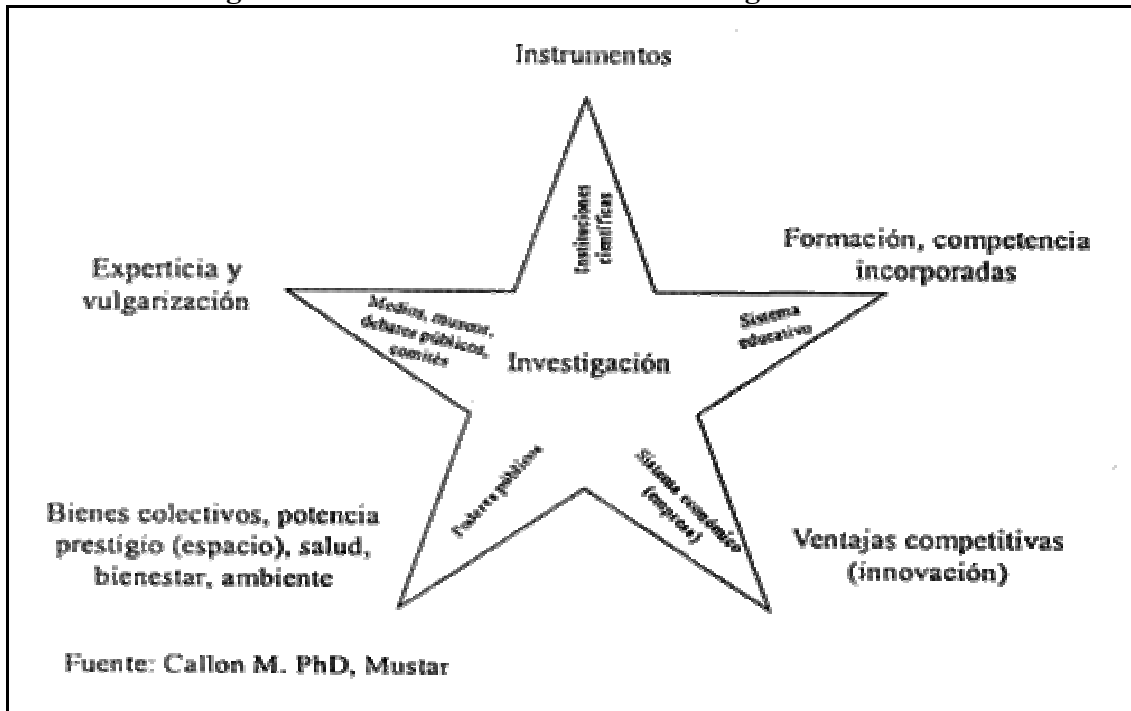 Instrumentos
Instituciones
científicas
Formación, competencia
incorporadas
Sistema
educativo
Experticia y
vulgarización
Medios, museos,
debates públicos,
comités
Investigación
Poderes públicos
Sistema económico
(empresa)
Bienes colectivos, potencia
prestigio (espacio), salud,
bienestar, ambiente
Ventajas competitivas
(innovación)
Fuente: Callon M. PhD, Mustar